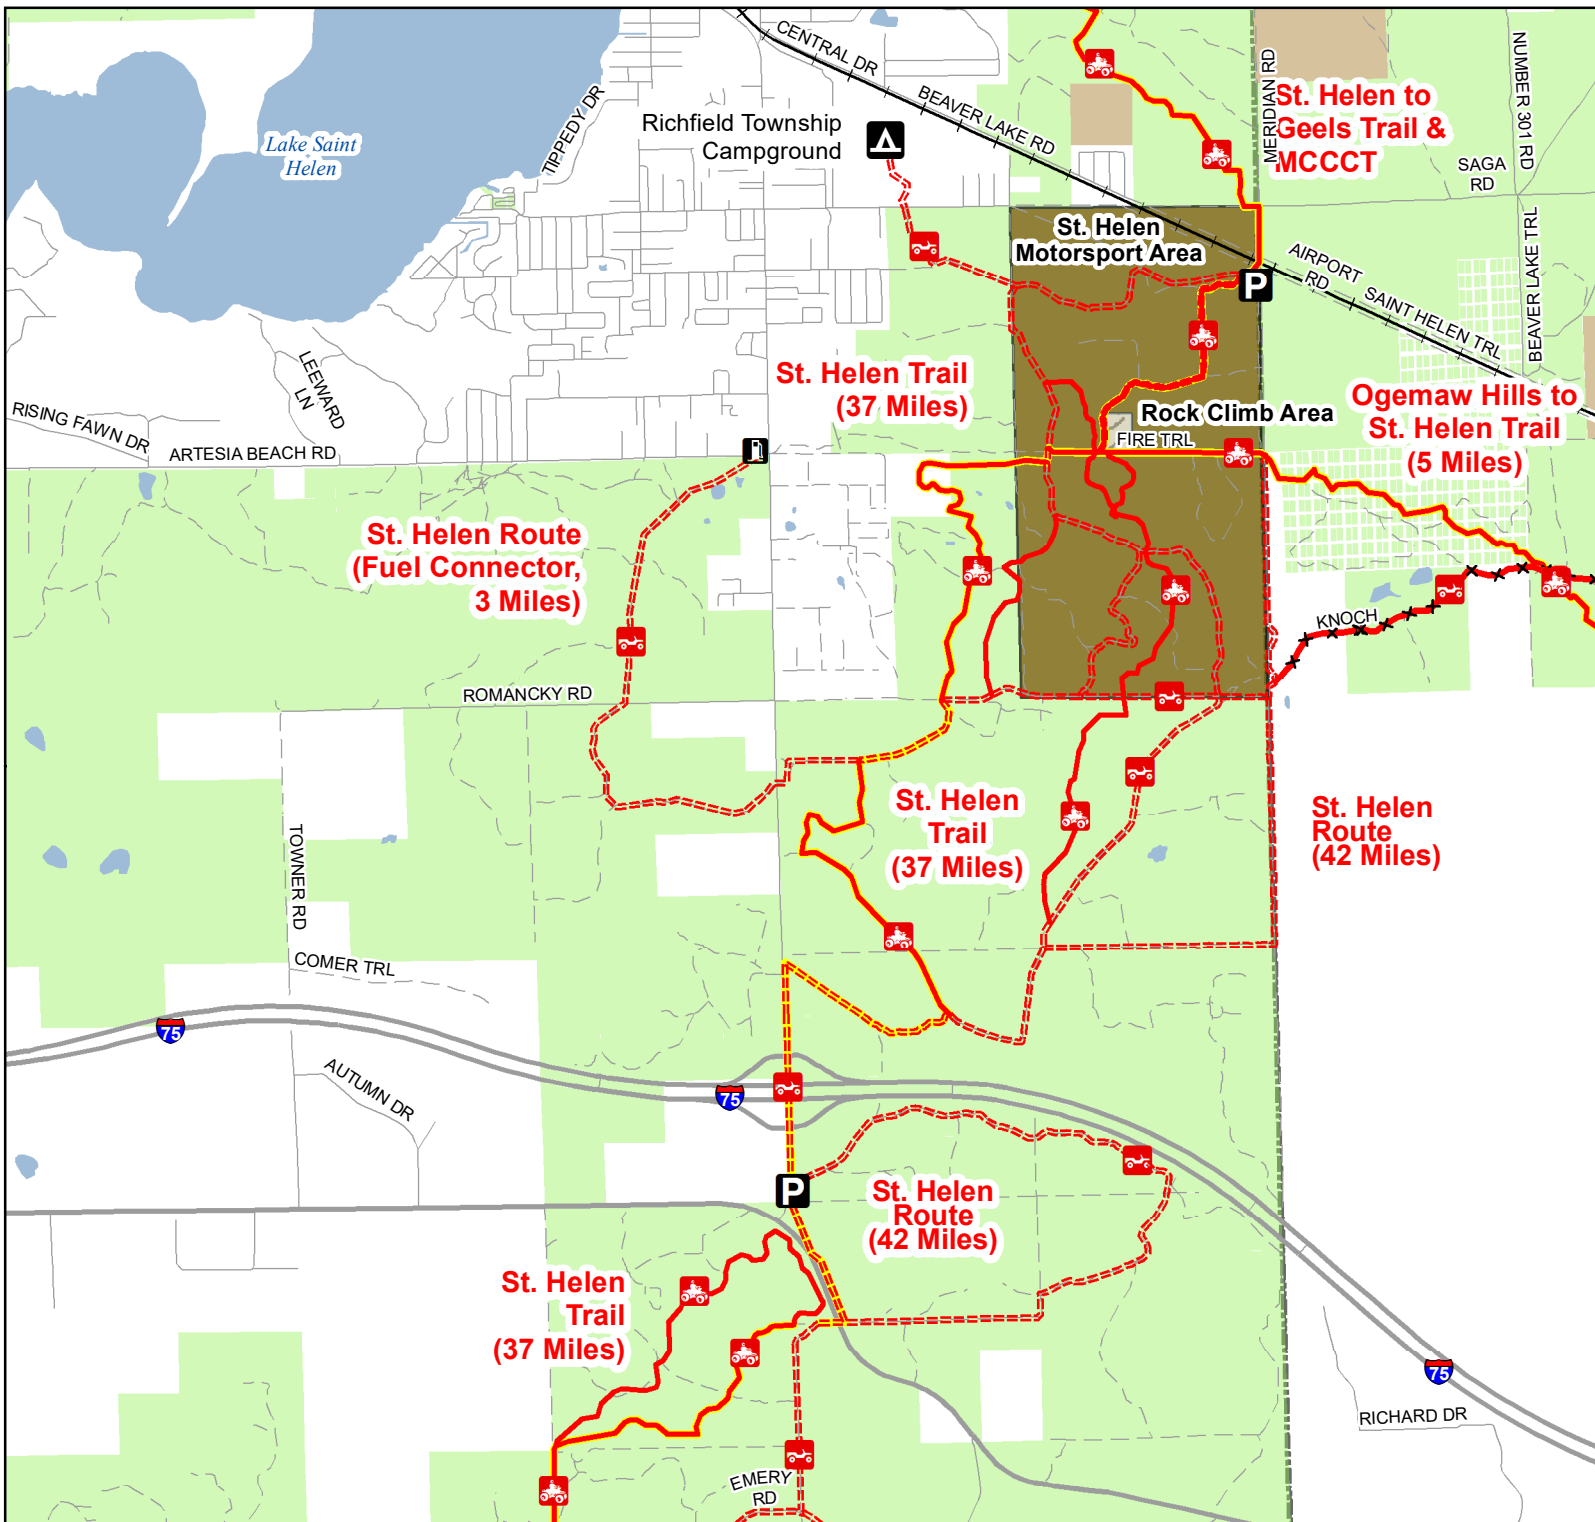 CENTRAL DR
BEAVER LAKE RD
MERIDIAN RD
NUMBER 301 RD
TIPPEDY DR
Richfield Township
Campground
St. Helen to
Geels Trail &
MCCCT
Lake Saint
Helen
SAGA
RD
St. Helen
Motorsport Area
AIRPORT
RD
SAINT HELEN TRL
BEAVER LAKE TRL
P
LEEWARD
LN
St. Helen Trail
(37 Miles)
Rock Climb Area
Ogemaw Hills to
St. Helen Trail
(5 Miles)
RISING FAWN DR
ARTESIA BEACH RD
FIRE TRL
St. Helen Route
(Fuel Connector,
3 Miles)
KNOCH
ROMANCKY RD
St. Helen
Trail
(37 Miles)
St. Helen
Route
(42 Miles)
TOWNER RD
COMER TRL
75
AUTUMN DR
75
P
St. Helen
Route
(42 Miles)
St. Helen
Trail
(37 Miles)
75
RICHARD DR
EMERY
RD